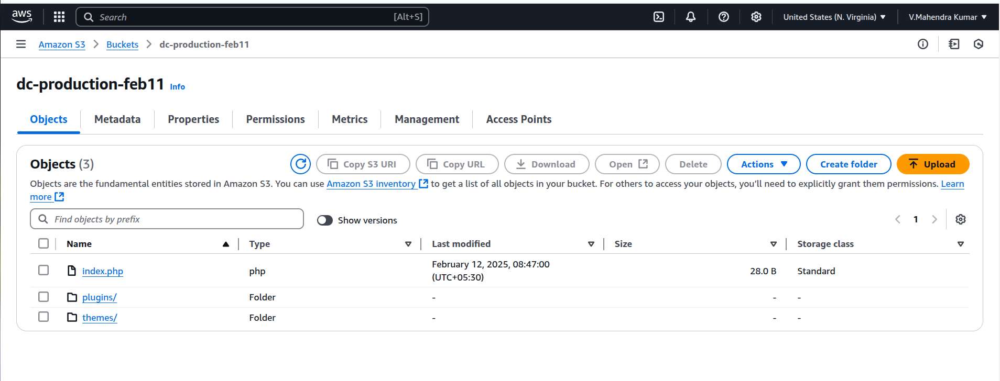 aws Search [Alt+S] United States (N. Virginia) V.Mahendra Kumar
Amazon S3 Buckets dc-production-feb11
dc-production-feb11 Info
Objects Metadata Properties Permissions Metrics Management Access Points
Objects (3) Copy S3 URI Copy URL Download Open Delete Actions Create folder Upload
Objects are the fundamental entities stored in Amazon S3. You can use Amazon S3 inventory to get a list of all objects in your bucket. For others to access your objects, you’ll need to explicitly grant them permissions. Learn
more
Find objects by prefix Show versions 1
Name Type Last modified Size Storage class
index.php php February 12, 2025, 08:47:00 28.0 B Standard
(UTC+05:30)
plugins/ Folder - - -
themes/ Folder - - -